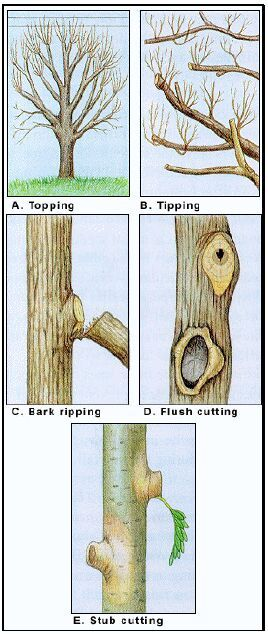 A. Topping
B. Tipping
C. Bark ripping
D. Flush cutting
E. Stub cutting